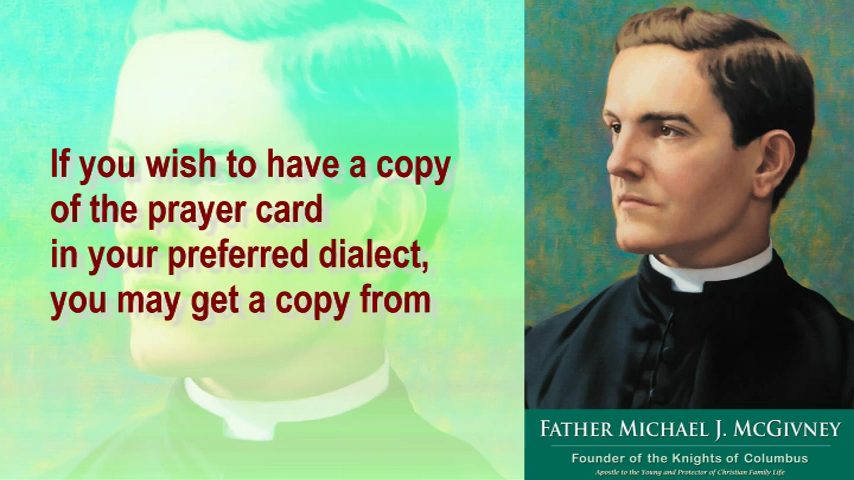 If you wish to have a copy
of the prayer card
in your preferred dialect,
you may get a copy from
FATHER MICHAEL J. MCGIVNEY
Founder of the Knights of Columbus
Apostle to the Young and Protector of Christian Family Life